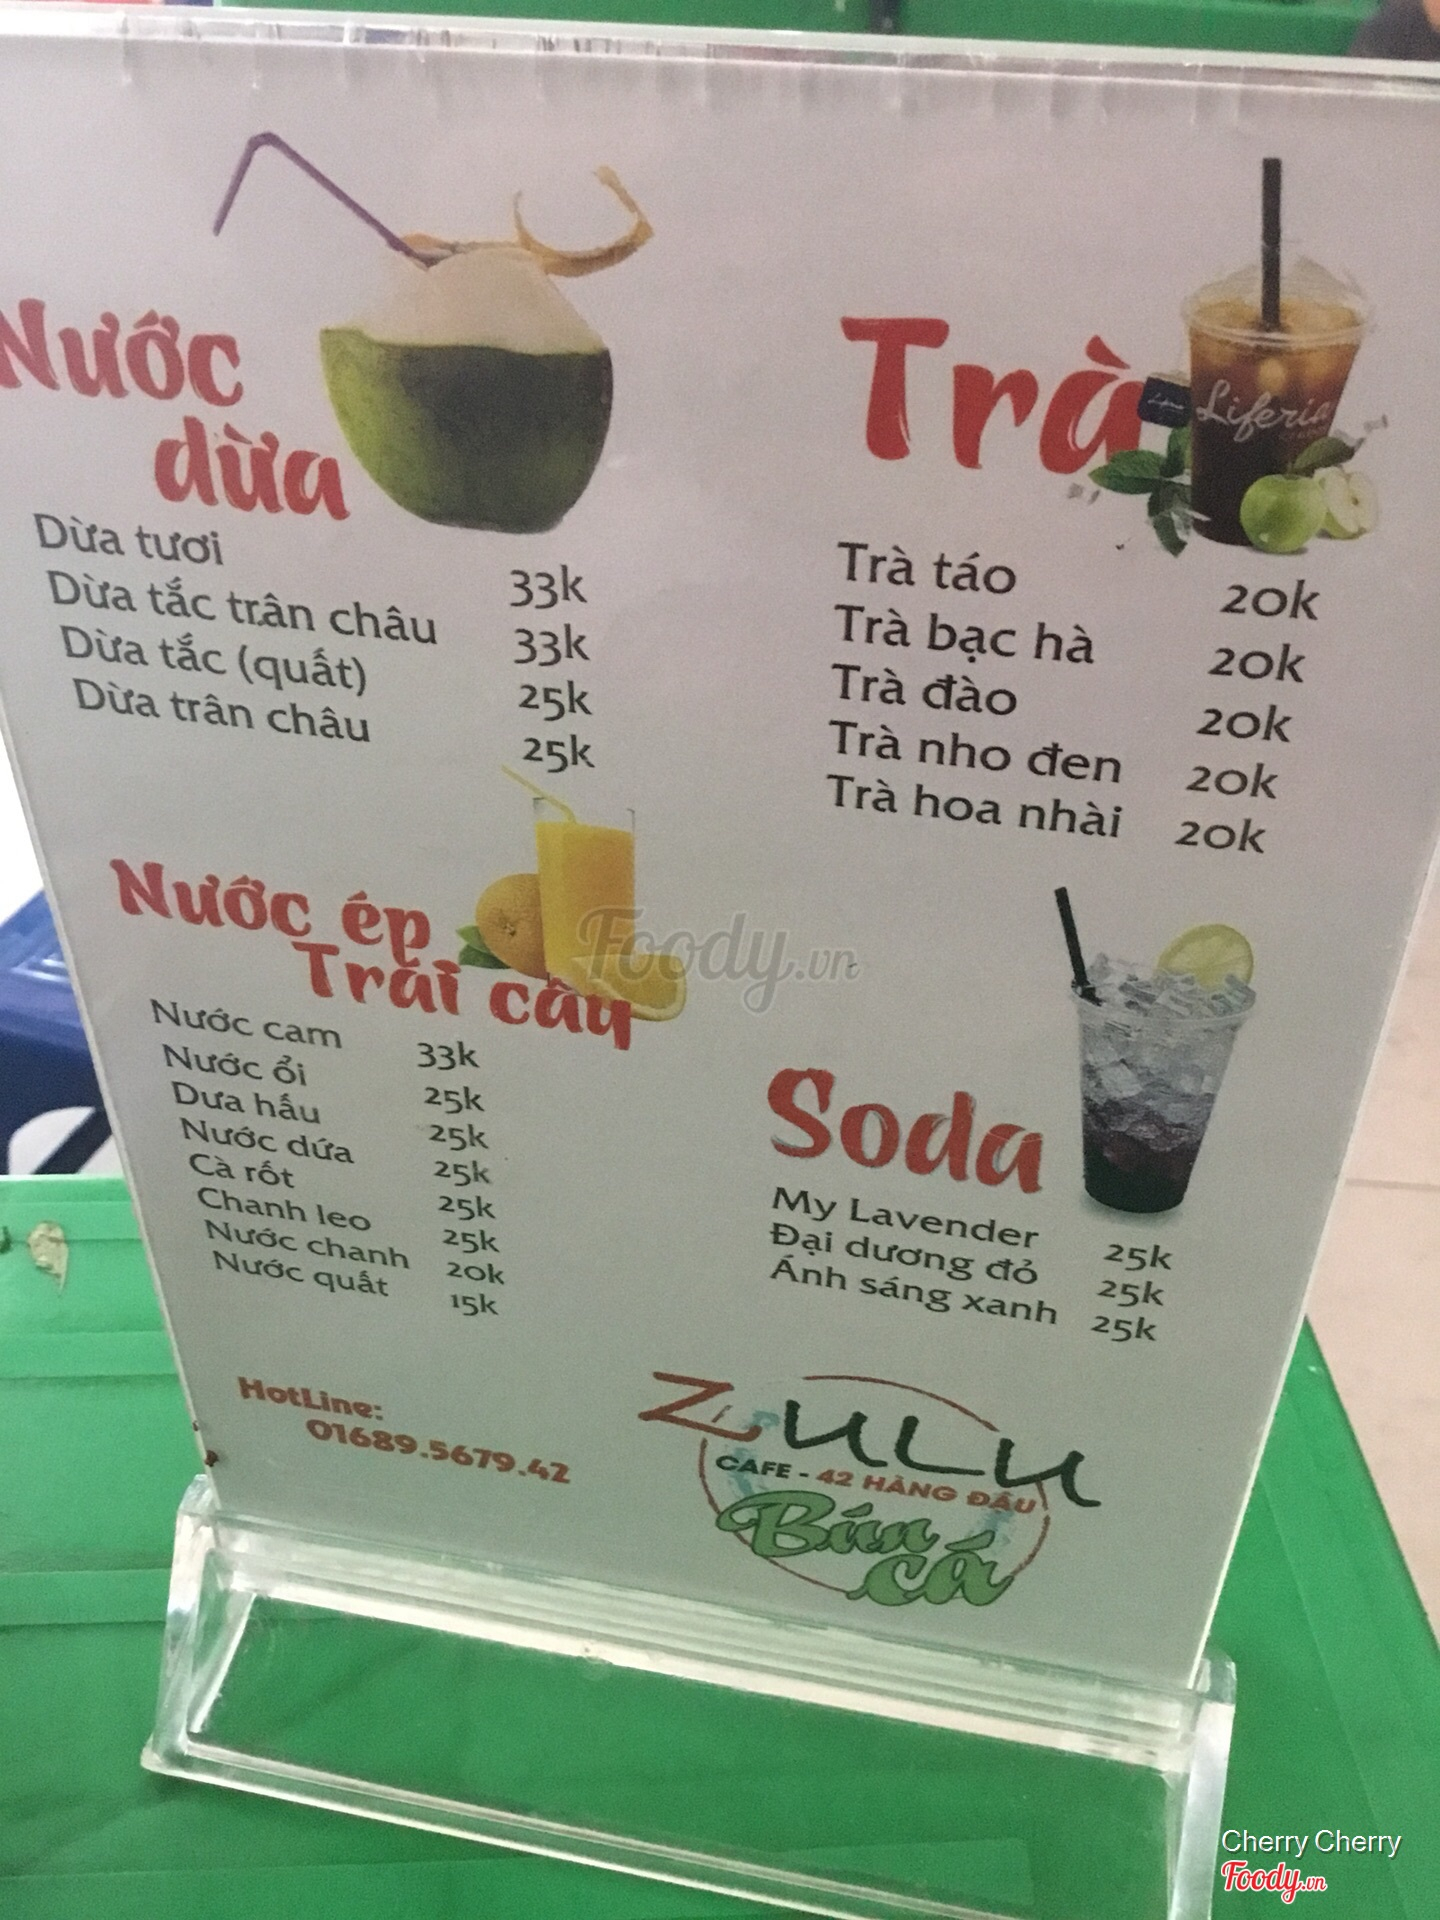 Nước
dừa
Dừa tươi 33k
Dừa tắc trân châu 33k
Dừa tắc (quất) 25k
Dừa trân châu 25k
Nước ép
Trái cây
Nước cam 33k
Nước ổi 25k
Dưa hấu 25k
Nước dứa 25k
Cà rốt 25k
Chanh leo 25k
Nước chanh 20k
Nước quất 15k
HotLine:
01689.5679.42
Trà
Liferia
Trà táo 20k
Trà bạc hà 20k
Trà đào 20k
Trà nho đen 20k
Trà hoa nhài 20k
Soda
My Lavender 25k
Đại dương đỏ 25k
Ánh sáng xanh 25k
ZULU
CAFE - 42 HÀNG ĐẬU
Bún
cá
Foody.vn
Cherry Cherry
Foody.vn